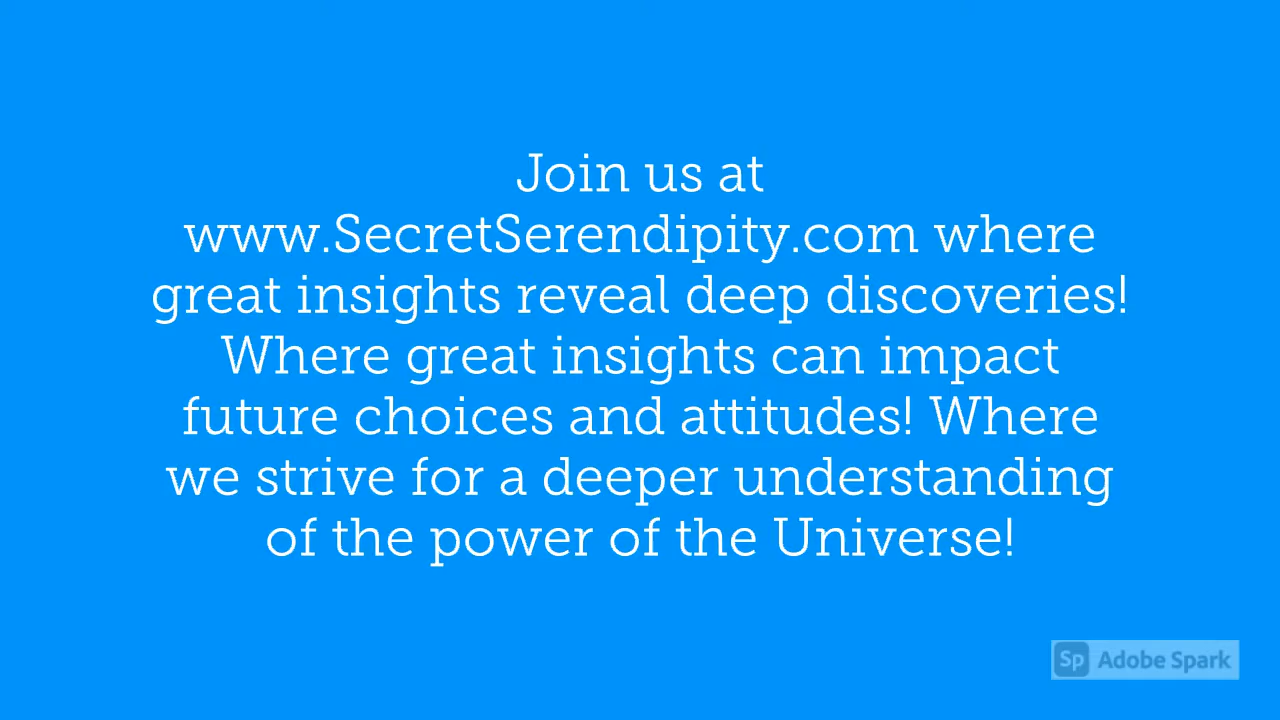 Join us at
www.SecretSerendipity.com where
great insights reveal deep discoveries!
Where great insights can impact
future choices and attitudes! Where
we strive for a deeper understanding
of the power of the Universe!
Sp Adobe Spark